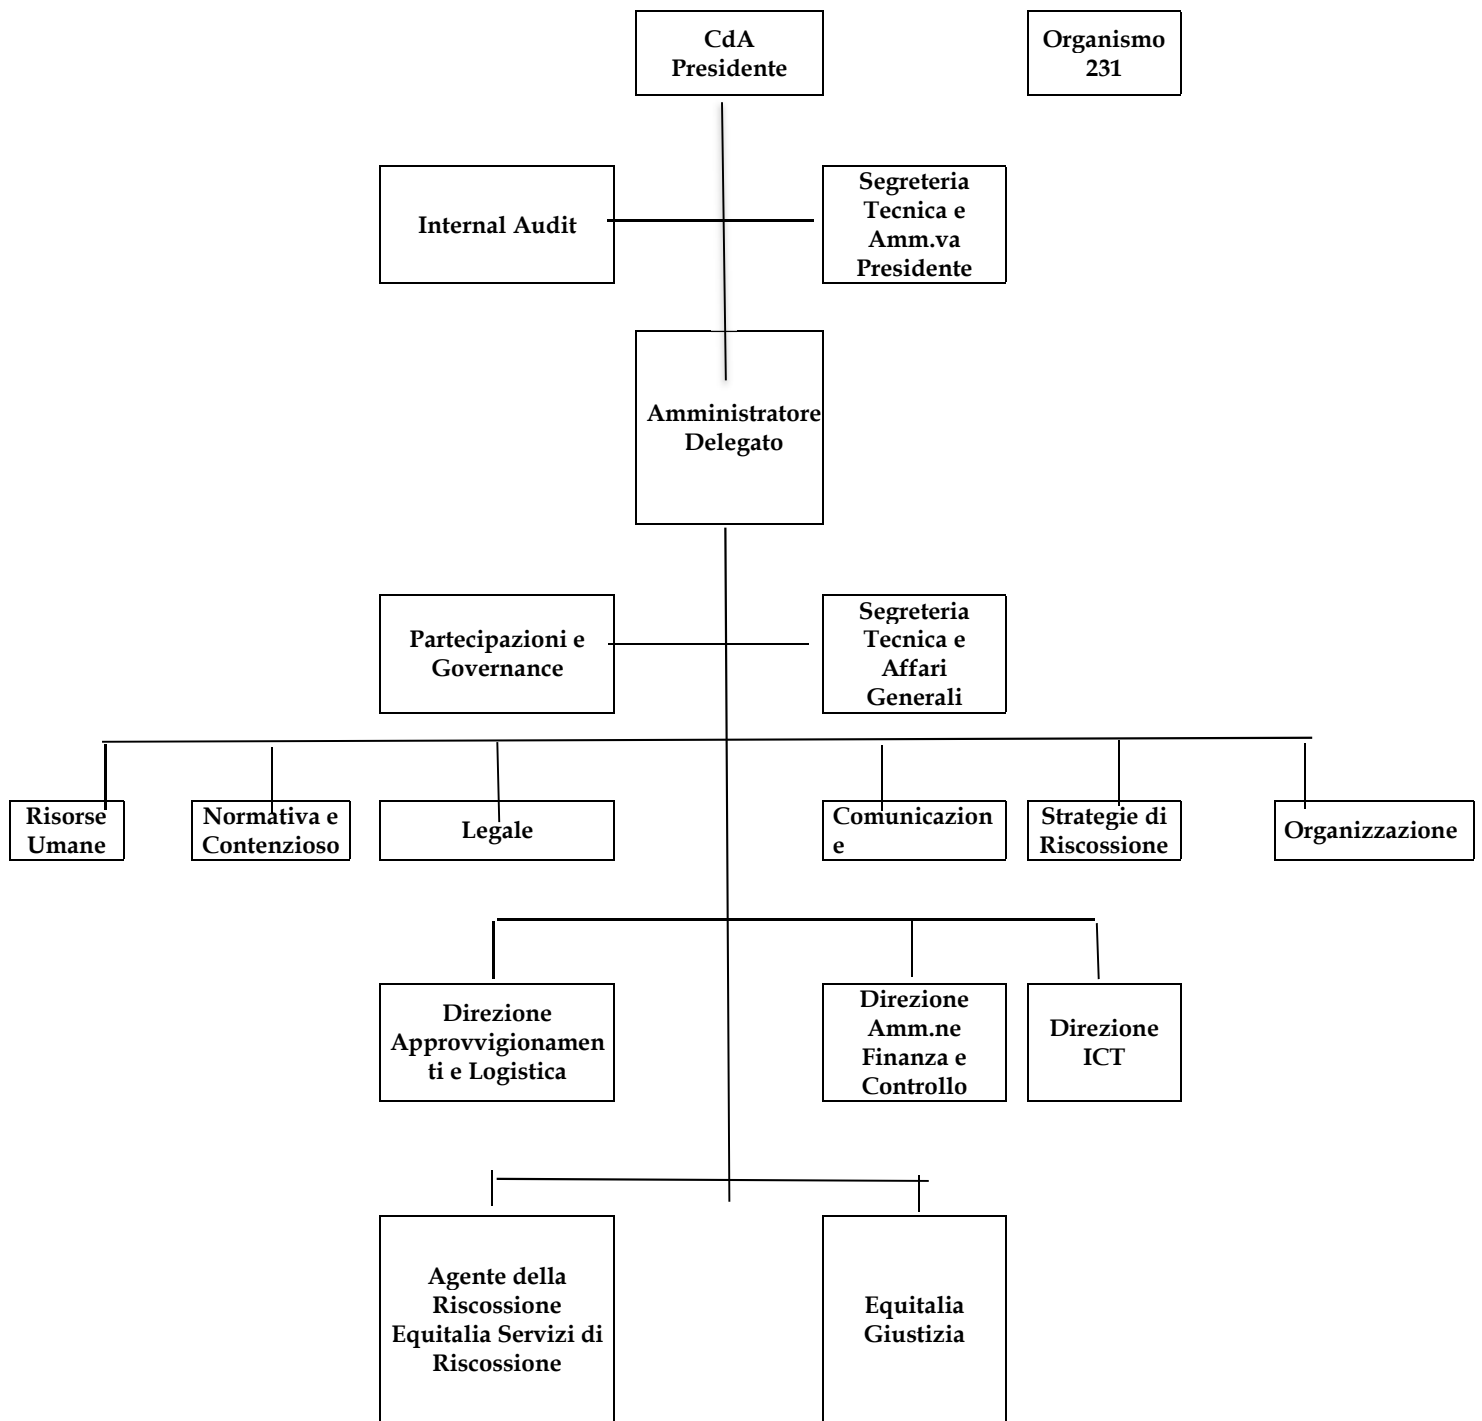 CdA
Presidente
Organismo
231
Internal Audit
Segreteria
Tecnica e
Amm.va
Presidente
Amministratore
Delegato
Partecipazioni e
Governance
Segreteria
Tecnica e
Affari
Generali
Risorse
Umane
Normativa e
Contenzioso
Legale
Comunicazion
e
Strategie di
Riscossione
Organizzazione
Direzione
Approvvigionamen
ti e Logistica
Direzione
Amm.ne
Finanza e
Controllo
Direzione
ICT
Agente della
Riscossione
Equitalia Servizi di
Riscossione
Equitalia
Giustizia